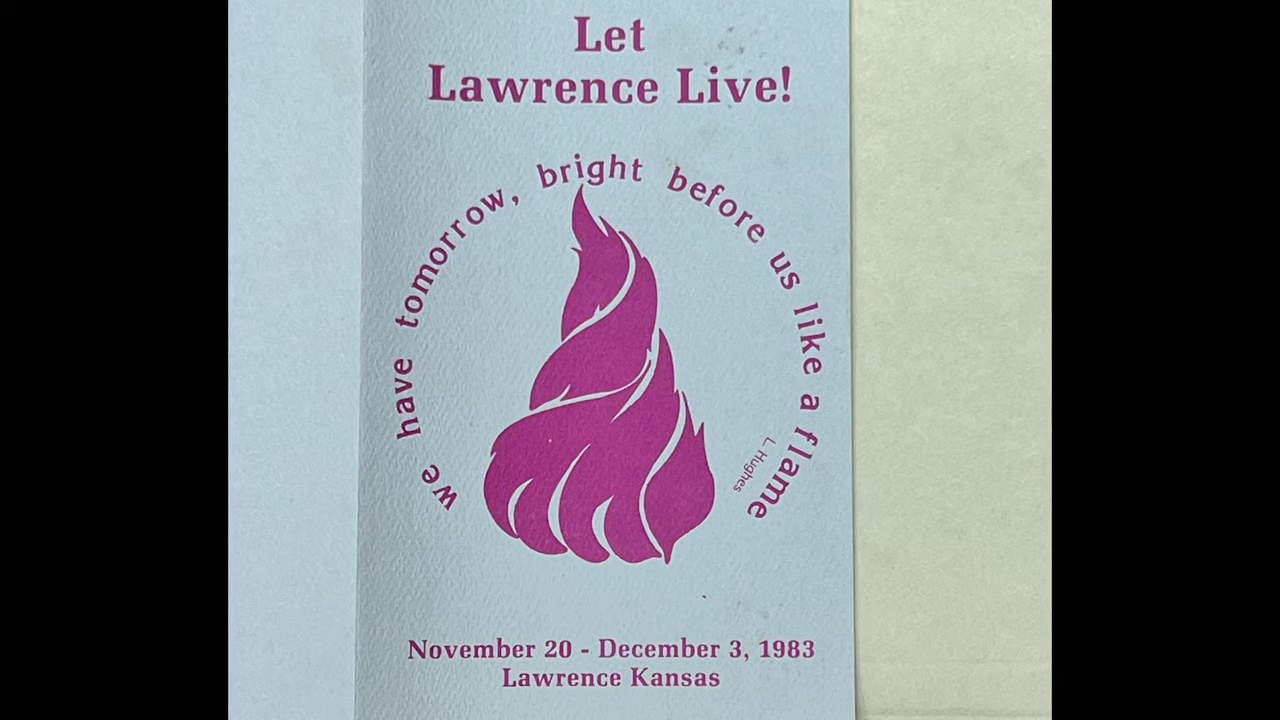 Let
Lawrence Live!
we have tomorrow, bright before us like a flame
L. Hughes
November 20 - December 3, 1983
Lawrence Kansas